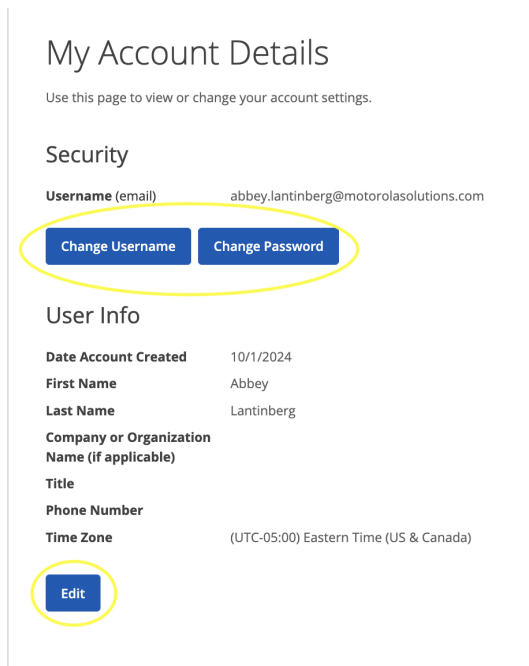 My Account Details
Use this page to view or change your account settings.
Security
Username (email) abbey.lantinberg@motorolasolutions.com
Change Username Change Password
User Info
Date Account Created 10/1/2024
First Name Abbey
Last Name Lantinberg
Company or Organization
Name (if applicable)
Title
Phone Number
Time Zone (UTC-05:00) Eastern Time (US & Canada)
Edit